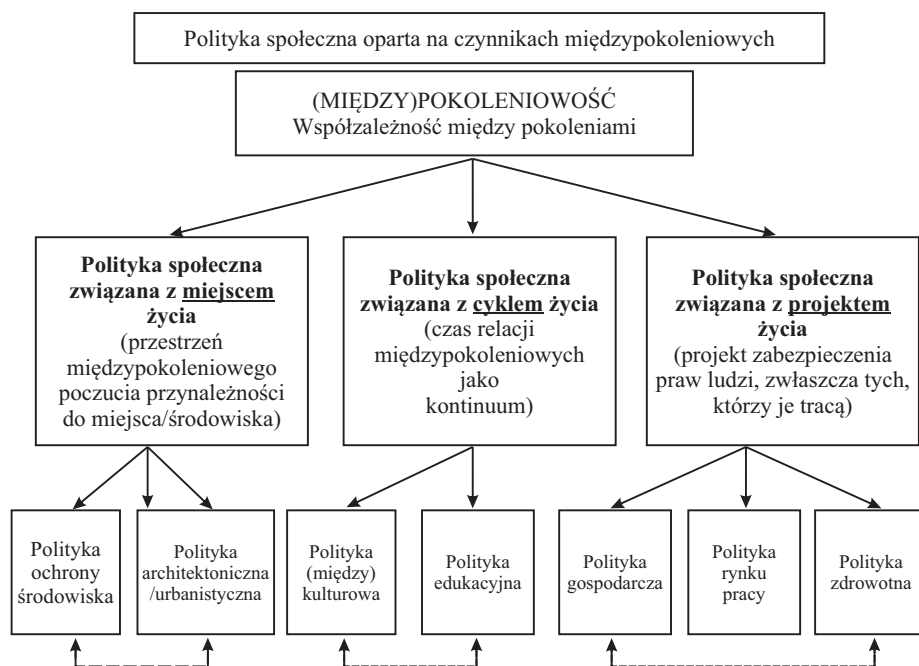 Polityka społeczna oparta na czynnikach międzypokoleniowych
(MIĘDZY)POKOLENIOWOŚĆ
Współzależność między pokoleniami
Polityka społeczna
związana z miejscem
życia
(przestrzeń
międzypokoleniowego
poczucia przynależności
do miejsca/środowiska)
Polityka społeczna
związana z cyklem życia
(czas relacji
międzypokoleniowych
jako
kontinuum)
Polityka społeczna
związana z projektem
życia
(projekt zabezpieczenia
praw ludzi, zwłaszcza tych,
którzy je tracą)
Polityka
ochrony
środowiska
Polityka
architektoniczna
/urbanistyczna
Polityka
(między)
kulturowa
Polityka
edukacyjna
Polityka
gospodarcza
Polityka
rynku
pracy
Polityka
zdrowotna